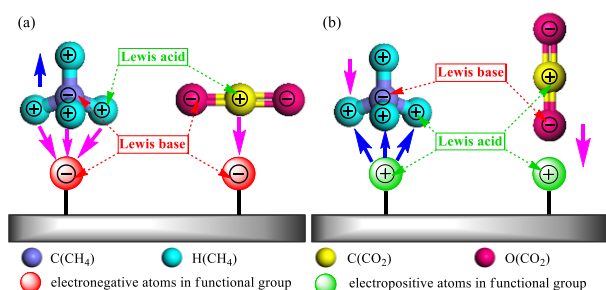 (a)
(b)
Lewis acid
Lewis base
Lewis base
Lewis acid
C(CH₄)
H(CH₄)
C(CO₂)
O(CO₂)
electronegative atoms in functional group
electropositive atoms in functional group